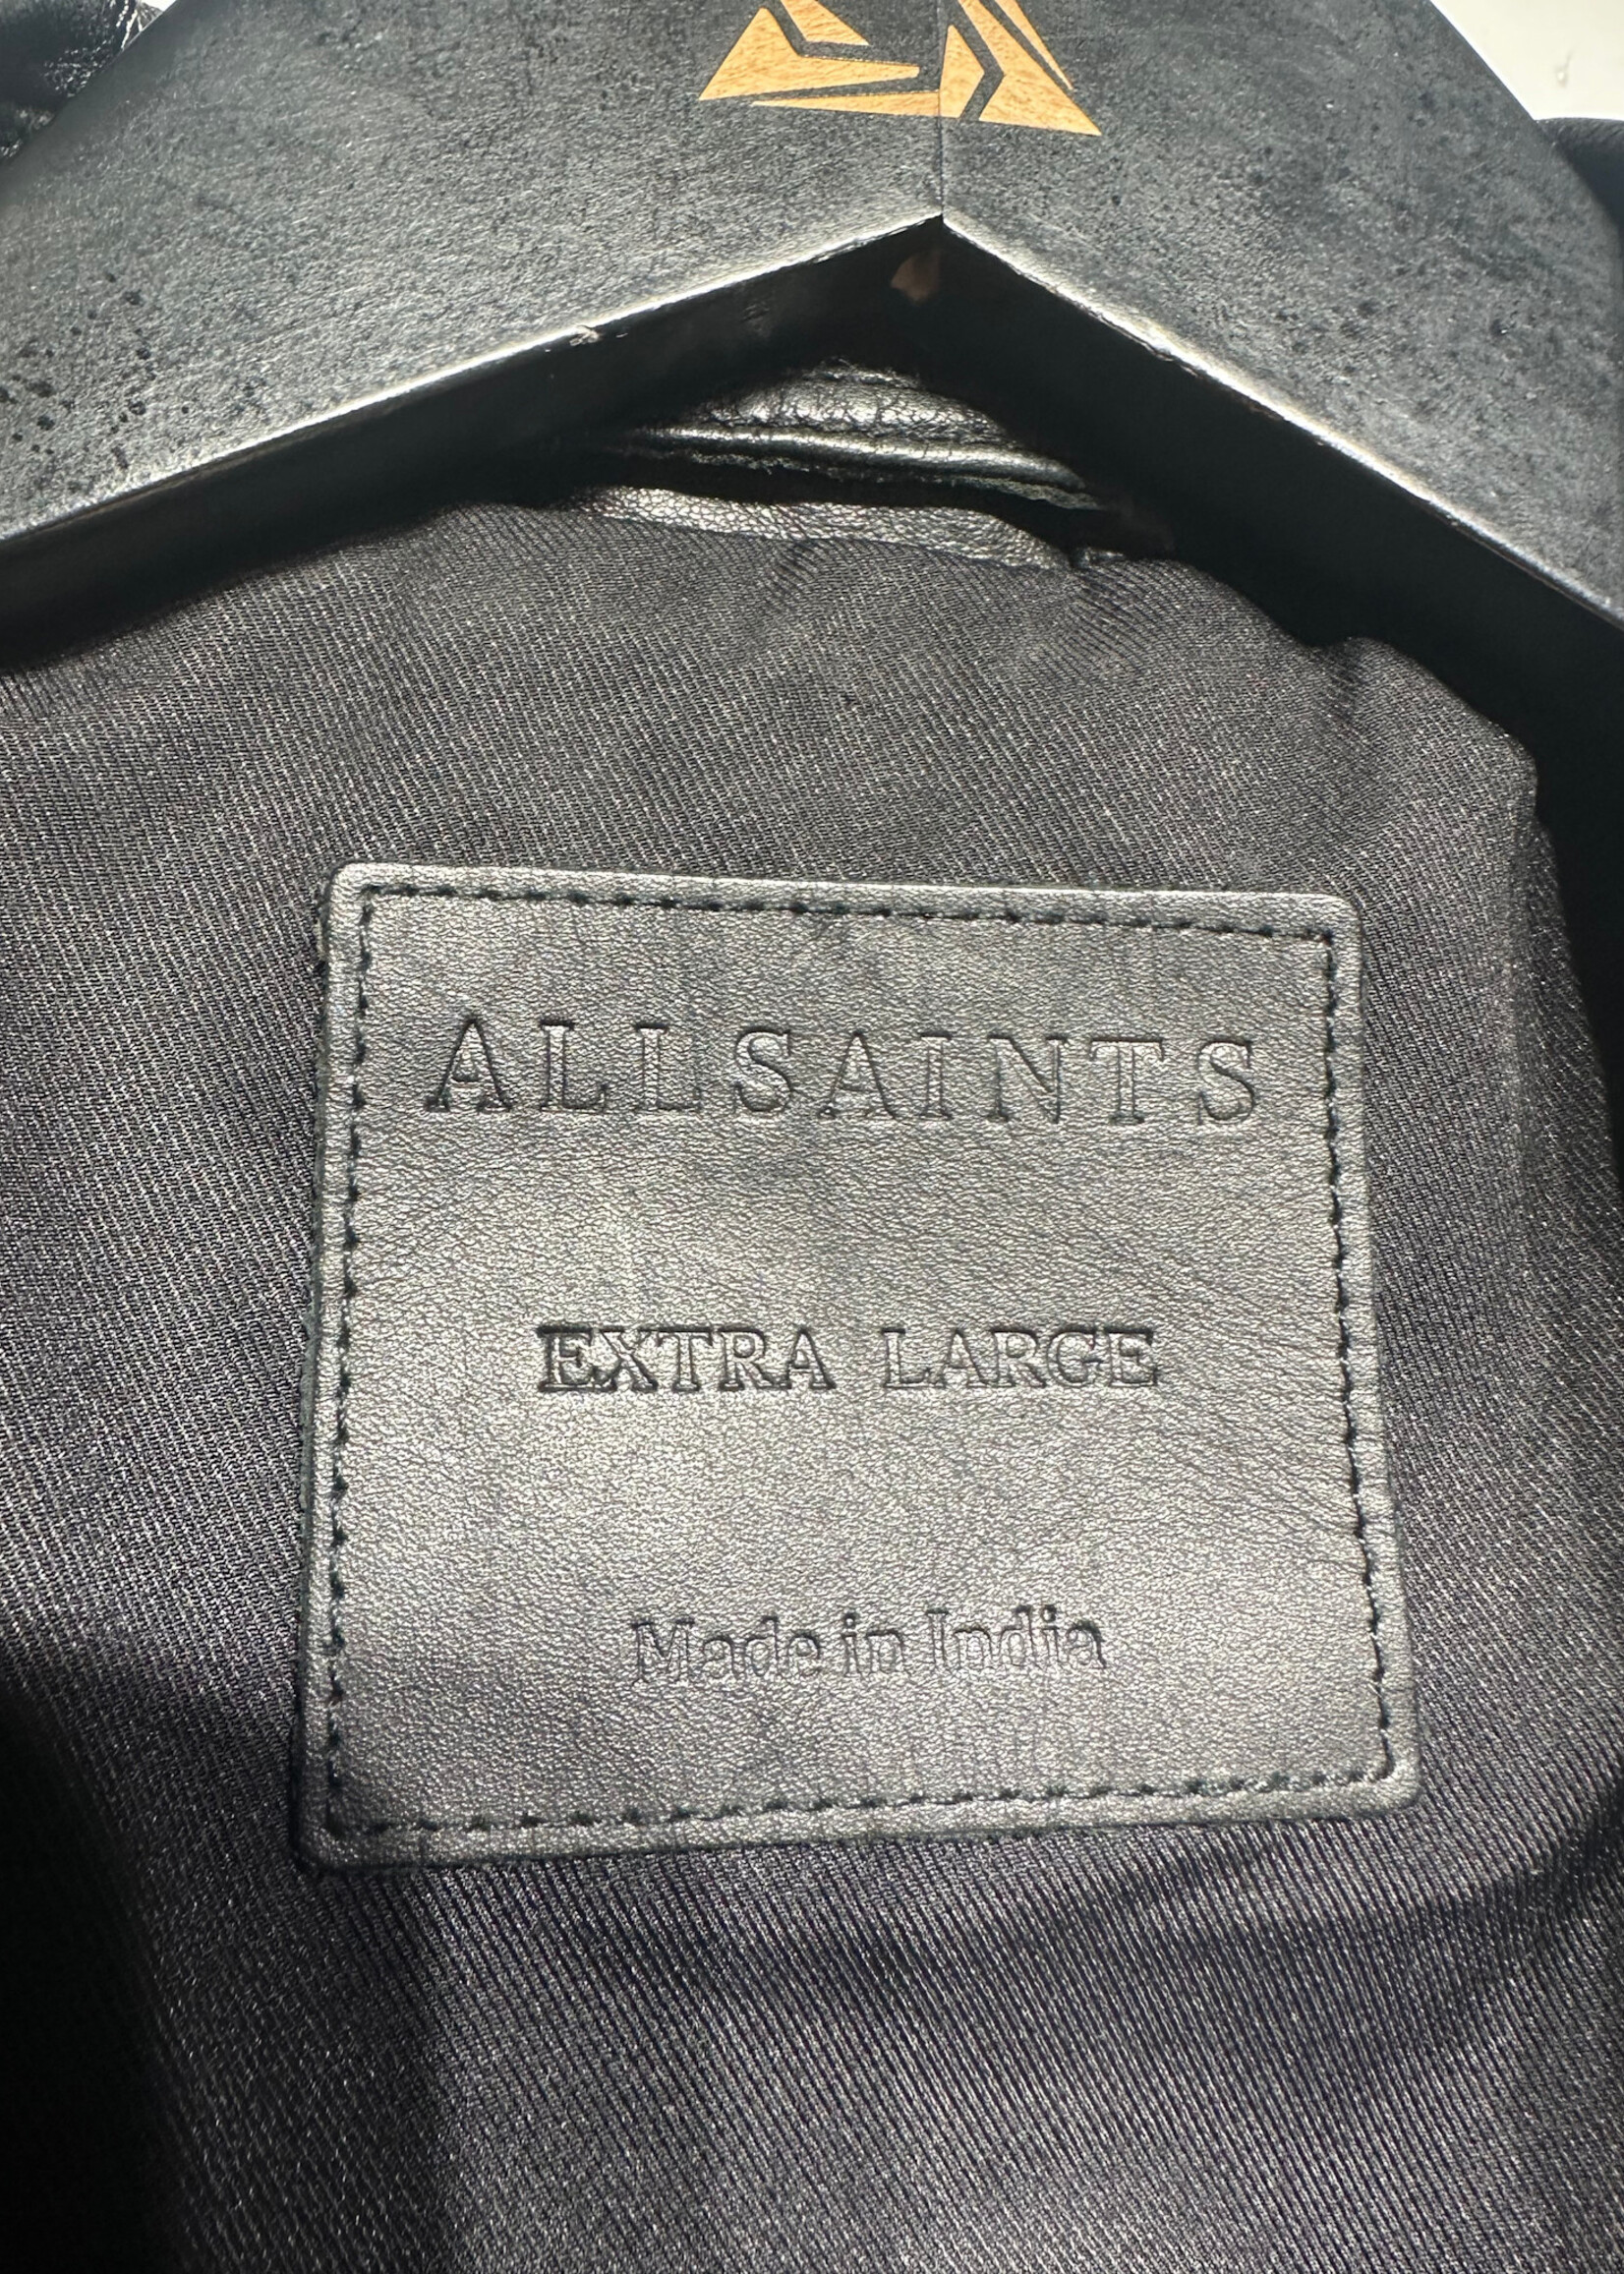 ALLSAINTS
EXTRA LARGE
Made in India